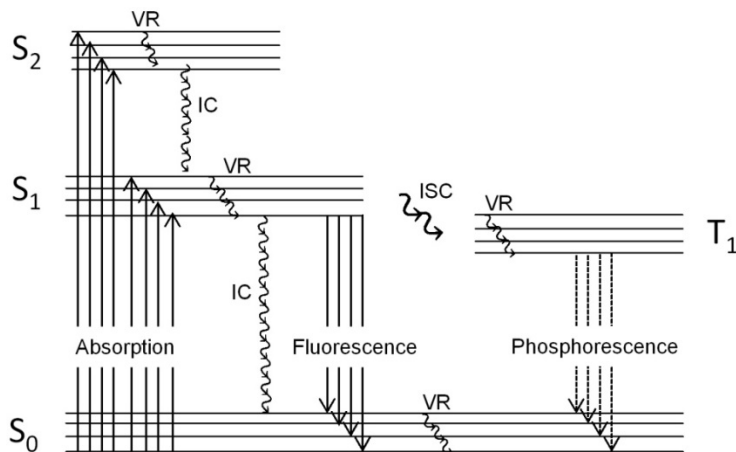 VR
S2
IC
VR
S1
ISC
VR
T1
IC
Absorption
Fluorescence
Phosphorescence
VR
S0